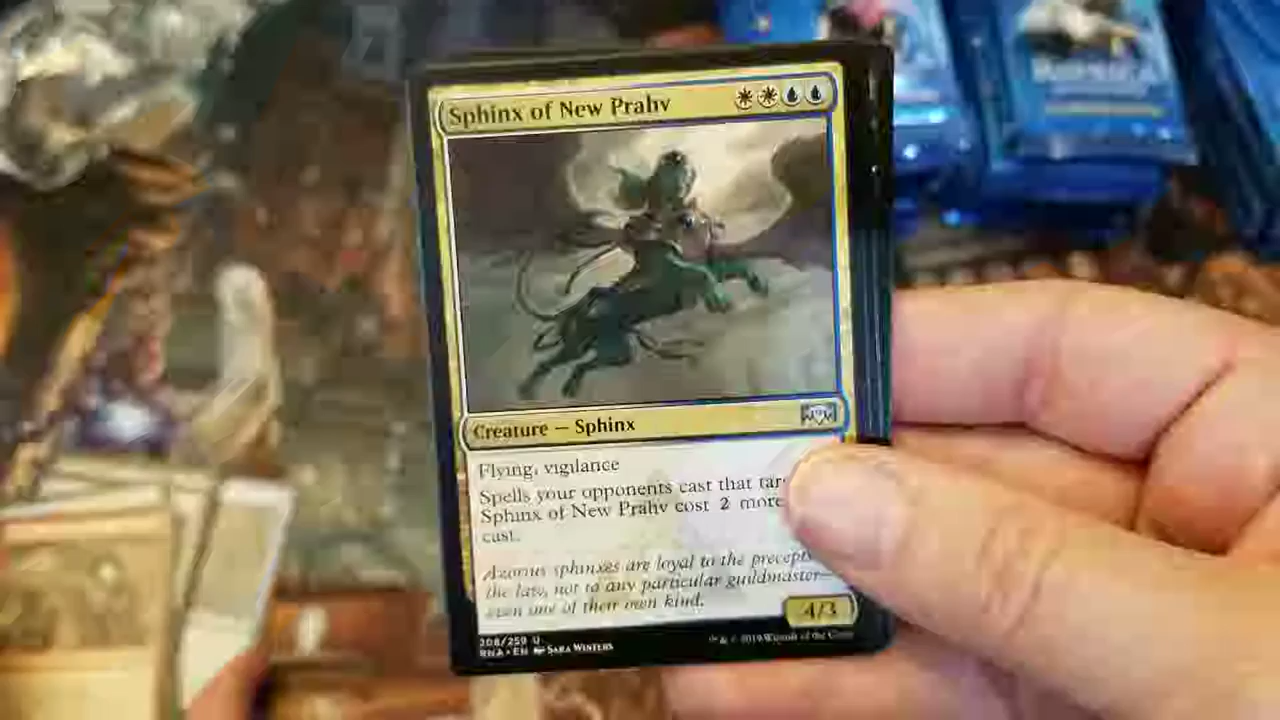 Sphinx of New Prahv
Creature — Sphinx
Flying, vigilance
Spells your opponents cast that tar
Sphinx of New Prahv cost 2 more
cast.
Azorius sphinxes are loyal to the precepts
the law, not to any particular guildmaster—
even one of their own kind.
4/3
208/259 U
RNA • EN Sara Winters
™ & © 2019 Wizards of the Coast